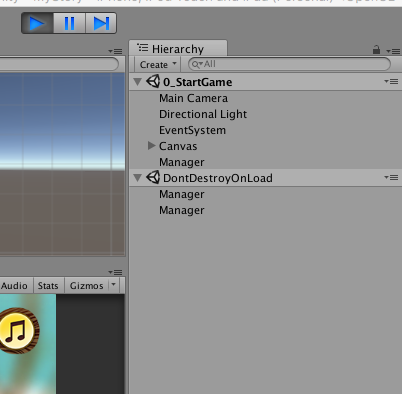 Hierarchy
Create
All
0_StartGame
Main Camera
Directional Light
EventSystem
Canvas
Manager
DontDestroyOnLoad
Manager
Manager
Audio Stats Gizmos